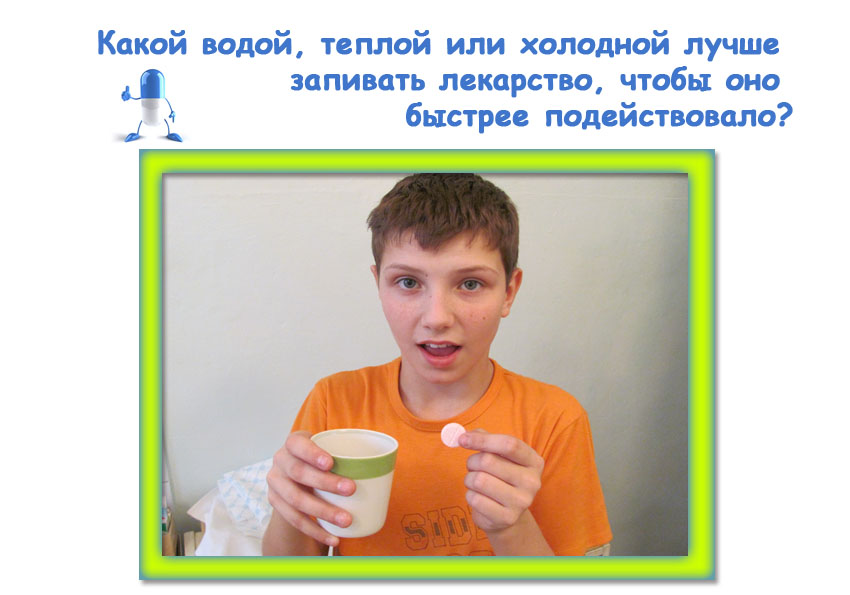 Какой водой, теплой или холодной лучше
запивать лекарство, чтобы оно
быстрее подействовало?